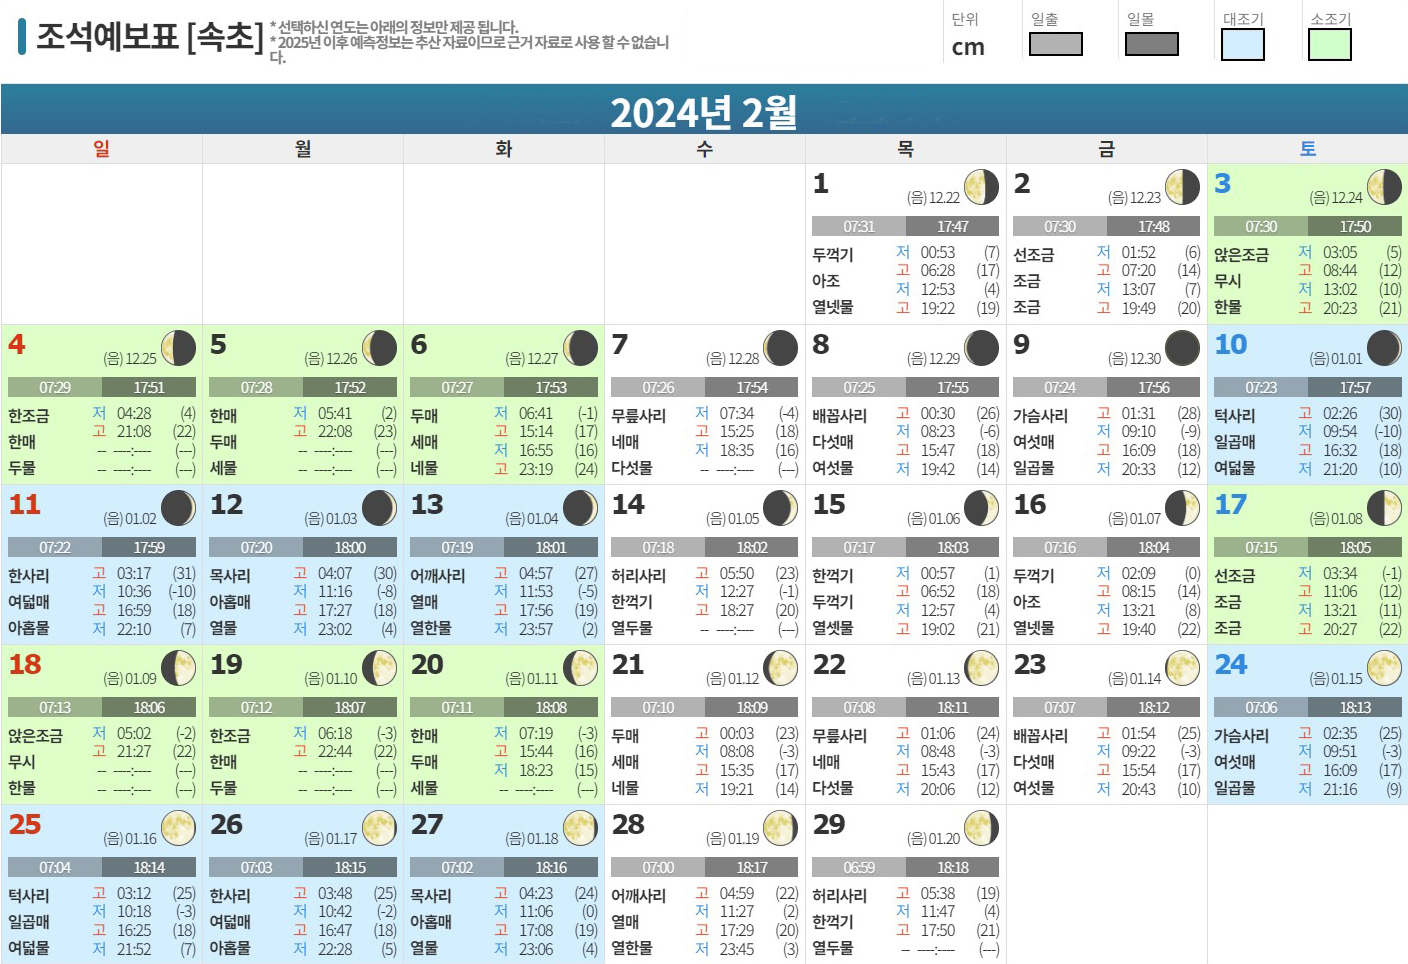 조석예보표 [속초]
* 선택하신 연도는 아래의 정보만 제공 됩니다.
* 2025년 이후 예측정보는 추산 자료이므로 근거 자료로 사용 할 수 없습니
다.
단위 일출 일몰 대조기 소조기
cm
2024년 2월
일 월 화 수 목 금 토
1 (음) 12.22
07:31 17:47
두꺽기 저 00:53 (7)
고 06:28 (17)
아조 저 12:53 (4)
열넷물 고 19:22 (19)
2 (음) 12.23
07:30 17:48
선조금 저 01:52 (6)
고 07:20 (14)
조금 저 13:07 (7)
조금 고 19:49 (20)
3 (음) 12.24
07:30 17:50
앉은조금 저 03:05 (5)
고 08:44 (12)
무시 저 13:02 (10)
한물 고 20:23 (21)
4 (음) 12.25
07:29 17:51
한조금 저 04:28 (4)
고 21:08 (22)
한매 -- ----:---- (---)
두물 -- ----:---- (---)
5 (음) 12.26
07:28 17:52
한매 저 05:41 (2)
고 22:08 (23)
두매 -- ----:---- (---)
세물 -- ----:---- (---)
6 (음) 12.27
07:27 17:53
두매 저 06:41 (-1)
고 15:14 (17)
세매 저 16:55 (16)
네물 고 23:19 (24)
7 (음) 12.28
07:26 17:54
무릎사리 저 07:34 (-4)
고 15:25 (18)
네매 저 18:35 (16)
다섯물 -- ----:---- (---)
8 (음) 12.29
07:25 17:55
배꼽사리 고 00:30 (26)
저 08:23 (-6)
다섯매 고 15:47 (18)
여섯물 저 19:42 (14)
9 (음) 12.30
07:24 17:56
가슴사리 고 01:31 (28)
저 09:10 (-9)
여섯매 고 16:09 (18)
일곱물 저 20:33 (12)
10 (음) 01.01
07:23 17:57
턱사리 고 02:26 (30)
저 09:54 (-10)
일곱매 고 16:32 (18)
여덟물 저 21:20 (10)
11 (음) 01.02
07:22 17:59
한사리 고 03:17 (31)
저 10:36 (-10)
여덟매 고 16:59 (18)
아홉물 저 22:10 (7)
12 (음) 01.03
07:20 18:00
목사리 고 04:07 (30)
저 11:16 (-8)
아홉매 고 17:27 (18)
열물 저 23:02 (4)
13 (음) 01.04
07:19 18:01
어깨사리 고 04:57 (27)
저 11:53 (-5)
열매 고 17:56 (19)
열한물 저 23:57 (2)
14 (음) 01.05
07:18 18:02
허리사리 고 05:50 (23)
저 12:27 (-1)
한꺽기 고 18:27 (20)
열두물 -- ----:---- (---)
15 (음) 01.06
07:17 18:03
한꺽기 저 00:57 (1)
고 06:52 (18)
두꺽기 저 12:57 (4)
열셋물 고 19:02 (21)
16 (음) 01.07
07:16 18:04
두꺽기 저 02:09 (0)
고 08:15 (14)
아조 저 13:21 (8)
열넷물 고 19:40 (22)
17 (음) 01.08
07:15 18:05
선조금 저 03:34 (-1)
고 11:06 (12)
조금 저 13:21 (11)
조금 고 20:27 (22)
18 (음) 01.09
07:13 18:06
앉은조금 저 05:02 (-2)
고 21:27 (22)
무시 -- ----:---- (---)
한물 -- ----:---- (---)
19 (음) 01.10
07:12 18:07
한조금 저 06:18 (-3)
고 22:44 (22)
한매 -- ----:---- (---)
두물 -- ----:---- (---)
20 (음) 01.11
07:11 18:08
한매 저 07:19 (-3)
고 15:44 (16)
두매 저 18:23 (15)
세물 -- ----:---- (---)
21 (음) 01.12
07:10 18:09
두매 고 00:03 (23)
저 08:08 (-3)
세매 고 15:35 (17)
네물 저 19:21 (14)
22 (음) 01.13
07:08 18:11
무릎사리 고 01:06 (24)
저 08:48 (-3)
네매 고 15:43 (17)
다섯물 저 20:06 (12)
23 (음) 01.14
07:07 18:12
배꼽사리 고 01:54 (25)
저 09:22 (-3)
다섯매 고 15:54 (17)
여섯물 저 20:43 (10)
24 (음) 01.15
07:06 18:13
가슴사리 고 02:35 (25)
저 09:51 (-3)
여섯매 고 16:09 (17)
일곱물 저 21:16 (9)
25 (음) 01.16
07:04 18:14
턱사리 고 03:12 (25)
저 10:18 (-3)
일곱매 고 16:25 (18)
여덟물 저 21:52 (7)
26 (음) 01.17
07:03 18:15
한사리 고 03:48 (25)
저 10:42 (-2)
여덟매 고 16:47 (18)
아홉물 저 22:28 (5)
27 (음) 01.18
07:02 18:16
목사리 고 04:23 (24)
저 11:06 (0)
아홉매 고 17:08 (19)
열물 저 23:06 (4)
28 (음) 01.19
07:00 18:17
어깨사리 고 04:59 (22)
저 11:27 (2)
열매 고 17:29 (20)
열한물 저 23:45 (3)
29 (음) 01.20
06:59 18:18
허리사리 고 05:38 (19)
저 11:47 (4)
한꺽기 고 17:50 (21)
열두물 -- ----:---- (---)